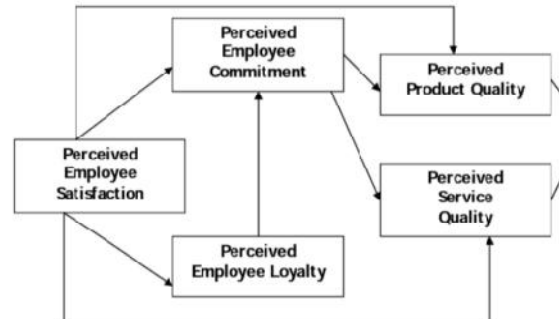 Perceived
Employee
Commitment
Perceived
Product Quality
Perceived
Employee
Satisfaction
Perceived
Service
Quality
Perceived
Employee Loyalty